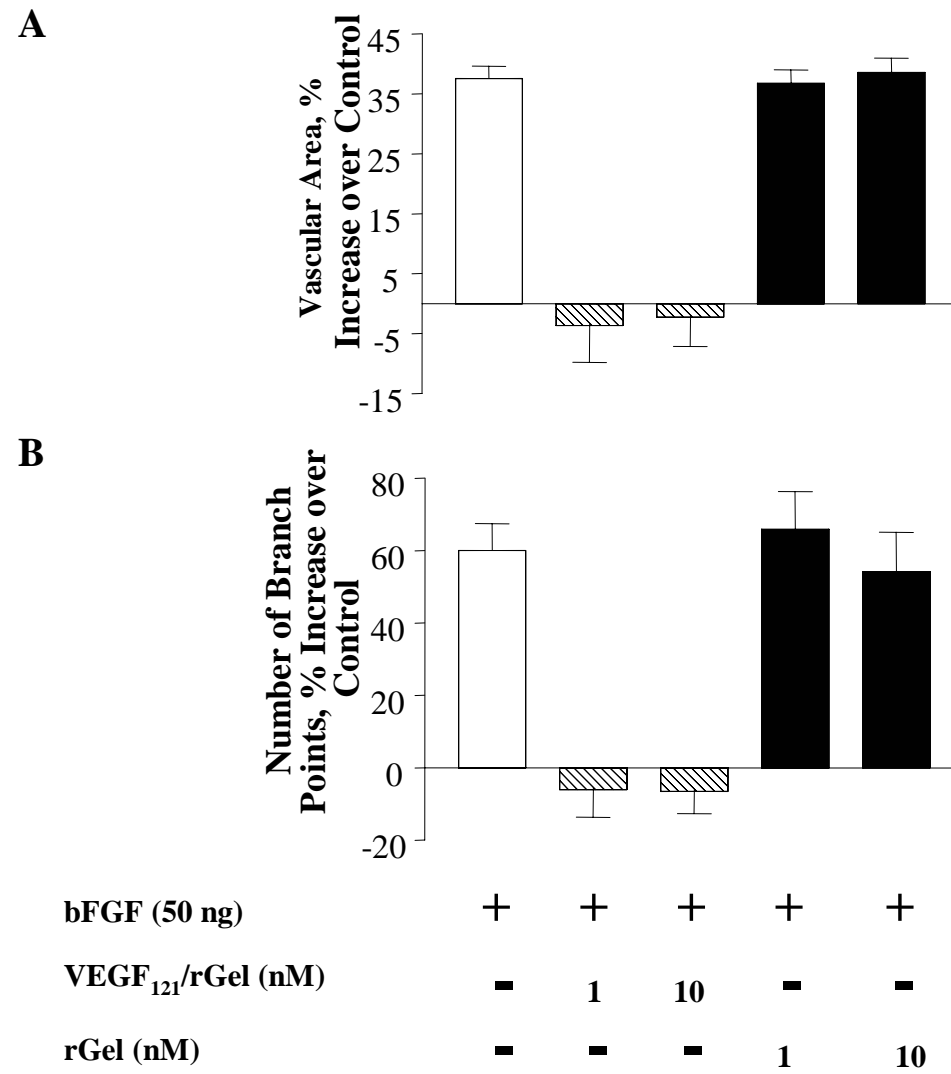 A
Vascular Area, %
Increase over Control
45
35
25
15
5
-5
-15
B
Number of Branch
Points, % Increase over
Control
80
60
40
20
0
-20
bFGF (50 ng) + + + + +
VEGF121/rGel (nM) - 1 10 - -
rGel (nM) - - - 1 10